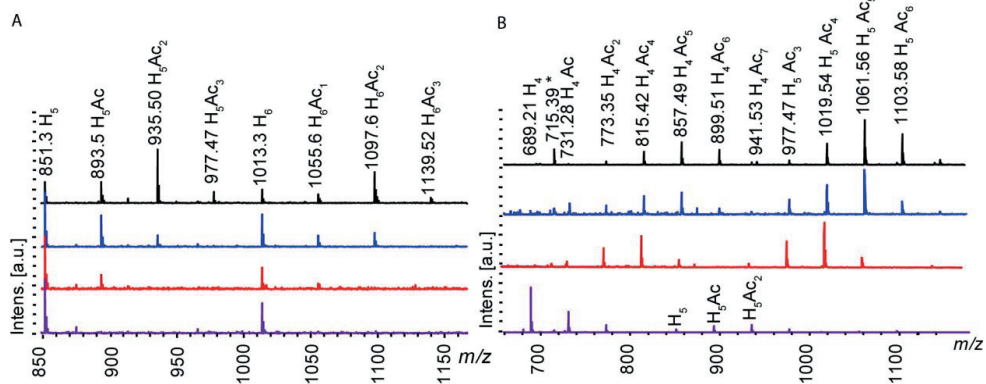 A
851.3 H₅
893.5 H₅Ac
935.50 H₅Ac₂
977.47 H₅Ac₃
1013.3 H₆
1055.6 H₆Ac₁
1097.6 H₆Ac₂
1139.52 H₆Ac₃
Intens. [a.u.]
850 900 950 1000 1050 1100 1150 m/z
B
689.21 H₄
715.39 *
731.28 H₄Ac
773.35 H₄Ac₂
815.42 H₄Ac₄
857.49 H₄Ac₅
899.51 H₄Ac₆
941.53 H₄Ac₇
977.47 H₅Ac₃
1019.54 H₅Ac₄
1061.56 H₅Ac₅
1103.58 H₅Ac₆
Intens. [a.u.]
H₅
H₅Ac
H₅Ac₂
700 800 900 1000 1100 m/z